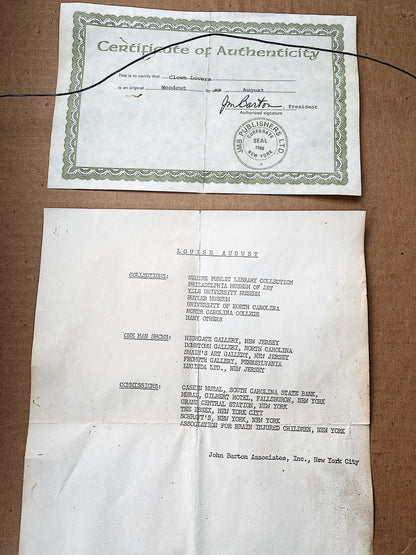 Certificate of Authenticity
This is to certify that Clown Lovers
is an original Woodcut by August
JM Barton, President
Authorized signature
JMB PUBLISHERS LTD.
CORPORATE
SEAL
1968
NEW YORK
LOUISE AUGUST
COLLECTIONS: NEWARK PUBLIC LIBRARY COLLECTION
PHILADELPHIA MUSEUM OF ART
YALE UNIVERSITY MUSEUM
BUTLER MUSEUM
UNIVERSITY OF NORTH CAROLINA
NORTH CAROLINA COLLEGE
MANY OTHERS
ONE MAN SHOWS: HIGHGATE GALLERY, NEW JERSEY
DOWNTOWN GALLERY, NORTH CAROLINA
SWAIN'S ART GALLERY, NEW JERSEY
FROMUTH GALLERY, PENNSYLVANIA
LUCINDA LTD., NEW JERSEY
COMMISSIONS: CASEIN MURAL, SOUTH CAROLINA STATE BANK,
MURAL, GILBERT HOTEL, FALLSBURGH, NEW YORK
GRAND CENTRAL STATION, NEW YORK
THE ESSEX, NEW YORK CITY
SCHRAFT'S, NEW YORK, NEW YORK
ASSOCIATION FOR BRAIN INJURED CHILDREN, NEW YORK
John Barton Associates, Inc., New York City